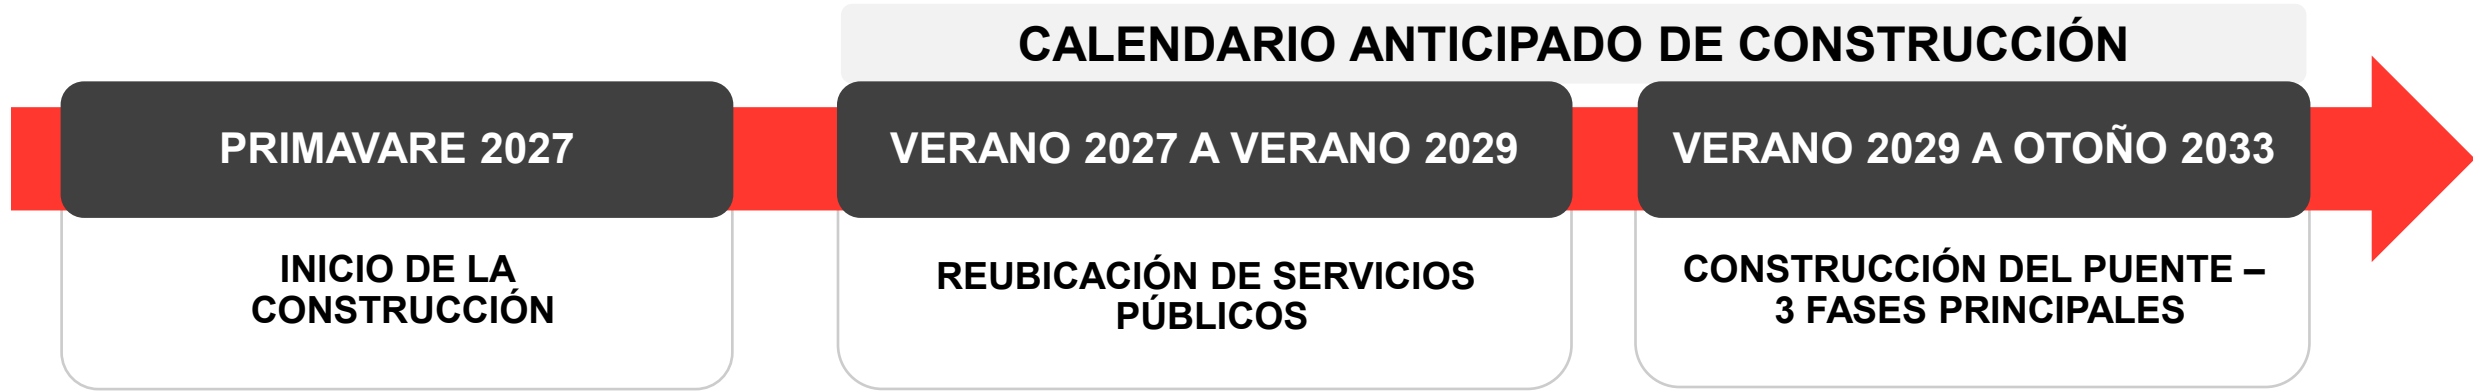 CALENDARIO ANTICIPADO DE CONSTRUCCIÓN
PRIMAVARE 2027
INICIO DE LA
CONSTRUCCIÓN
VERANO 2027 A VERANO 2029
REUBICACIÓN DE SERVICIOS
PÚBLICOS
VERANO 2029 A OTOÑO 2033
CONSTRUCCIÓN DEL PUENTE –
3 FASES PRINCIPALES